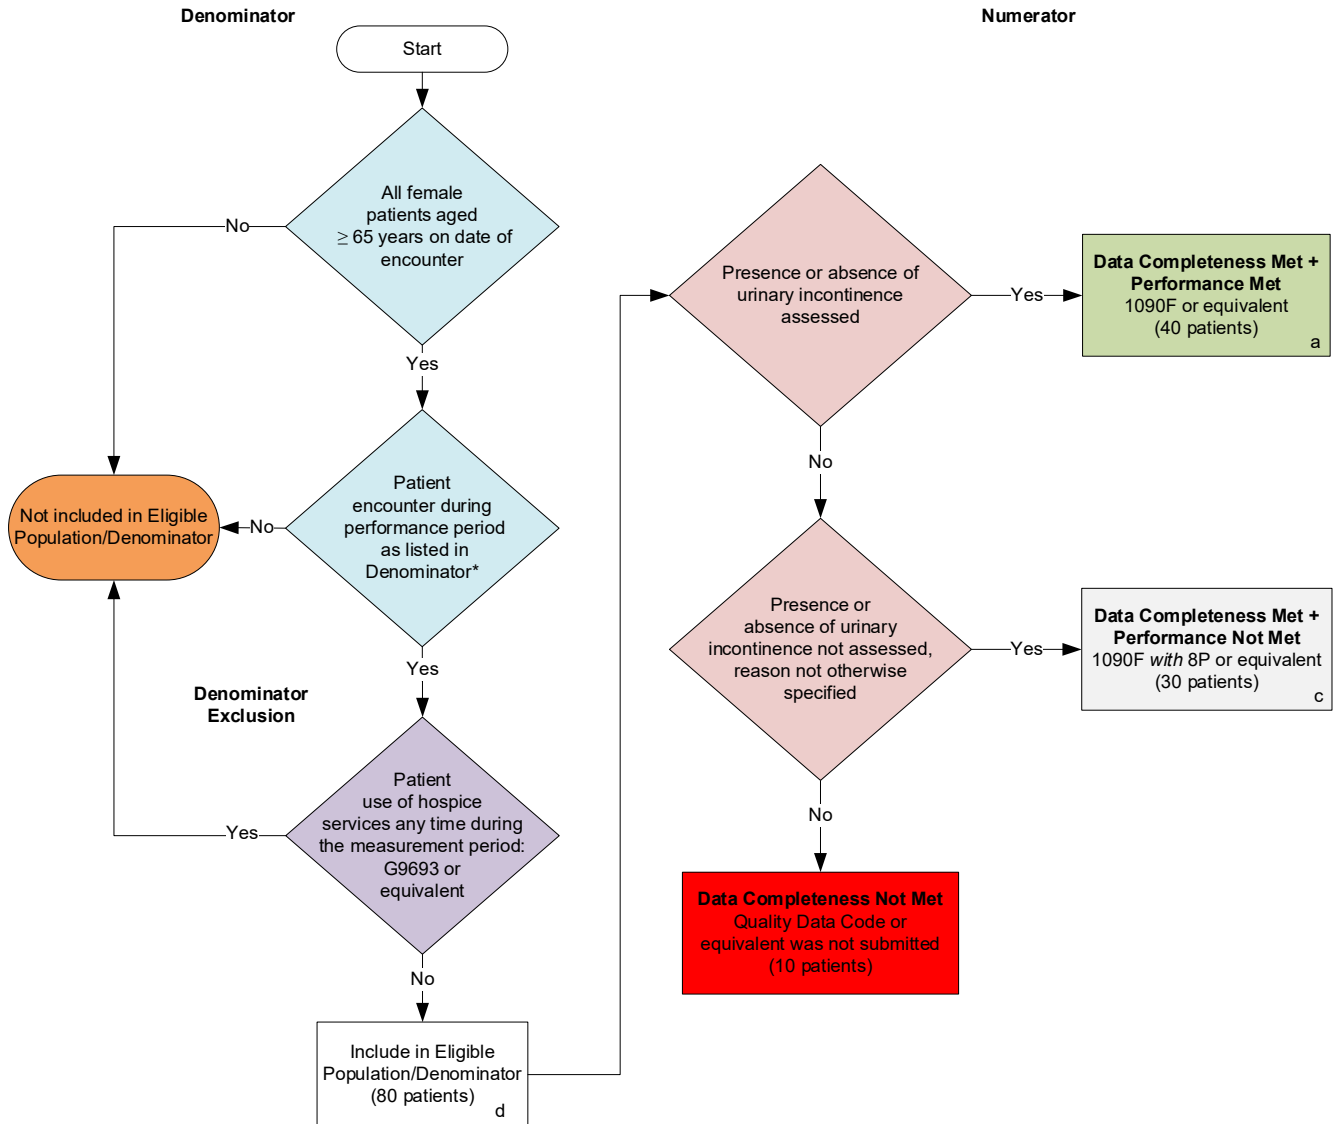 Denominator
Numerator
Start
All female
patients aged
≥ 65 years on date of
encounter
No
Yes
Patient
encounter during
performance period
as listed in
Denominator*
No
Not included in Eligible
Population/Denominator
Yes
Denominator
Exclusion
Patient
use of hospice
services any time during
the measurement period:
G9693 or
equivalent
Yes
No
Include in Eligible
Population/Denominator
(80 patients)
d
Presence or absence of
urinary incontinence
assessed
Yes
Data Completeness Met +
Performance Met
1090F or equivalent
(40 patients)
a
No
Presence or
absence of urinary
incontinence not assessed,
reason not otherwise
specified
Yes
Data Completeness Met +
Performance Not Met
1090F with 8P or equivalent
(30 patients)
c
No
Data Completeness Not Met
Quality Data Code or
equivalent was not submitted
(10 patients)